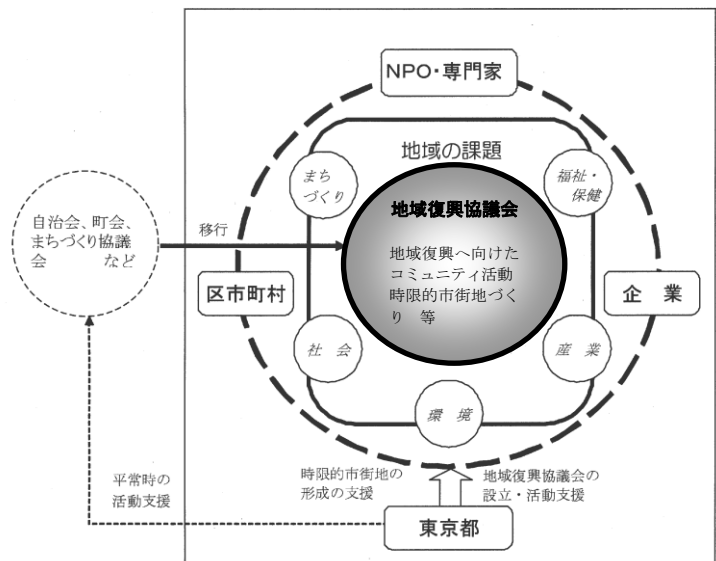 NPO・専門家
地域の課題
まち
づくり
福祉・
保健
地域復興協議会
地域復興へ向けた
コミュニティ活動
時限的市街地づく
り 等
自治会、町会、
まちづくり協議
会 など
移行
区市町村
企 業
社 会
産 業
環 境
平常時の
活動支援
時限的市街地の
形成の支援
地域復興協議会の
設立・活動支援
東京都